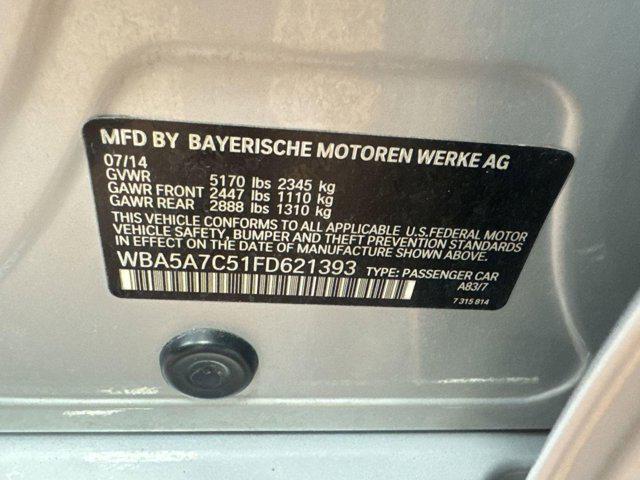 MFD BY BAYERISCHE MOTOREN WERKE AG
07/14
GVWR 5170 lbs 2345 kg
GAWR FRONT 2447 lbs 1110 kg
GAWR REAR 2888 lbs 1310 kg
THIS VEHICLE CONFORMS TO ALL APPLICABLE U.S.FEDERAL MOTOR
VEHICLE SAFETY, BUMPER AND THEFT PREVENTION STANDARDS
IN EFFECT ON THE DATE OF MANUFACTURE SHOWN ABOVE.
WBA5A7C51FD621393 TYPE: PASSENGER CAR
A83/7
7 315 814